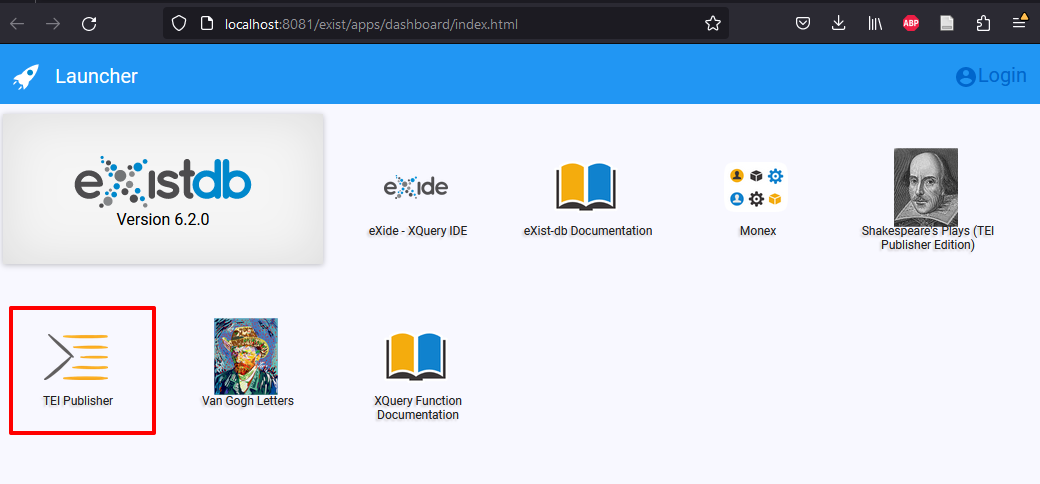 localhost:8081/exist/apps/dashboard/index.html
ABP
Launcher
Login
eXistdb
Version 6.2.0
eXide
eXide - XQuery IDE
eXist-db Documentation
Monex
Shakespeare's Plays (TEI
Publisher Edition)
TEI Publisher
Van Gogh Letters
XQuery Function
Documentation